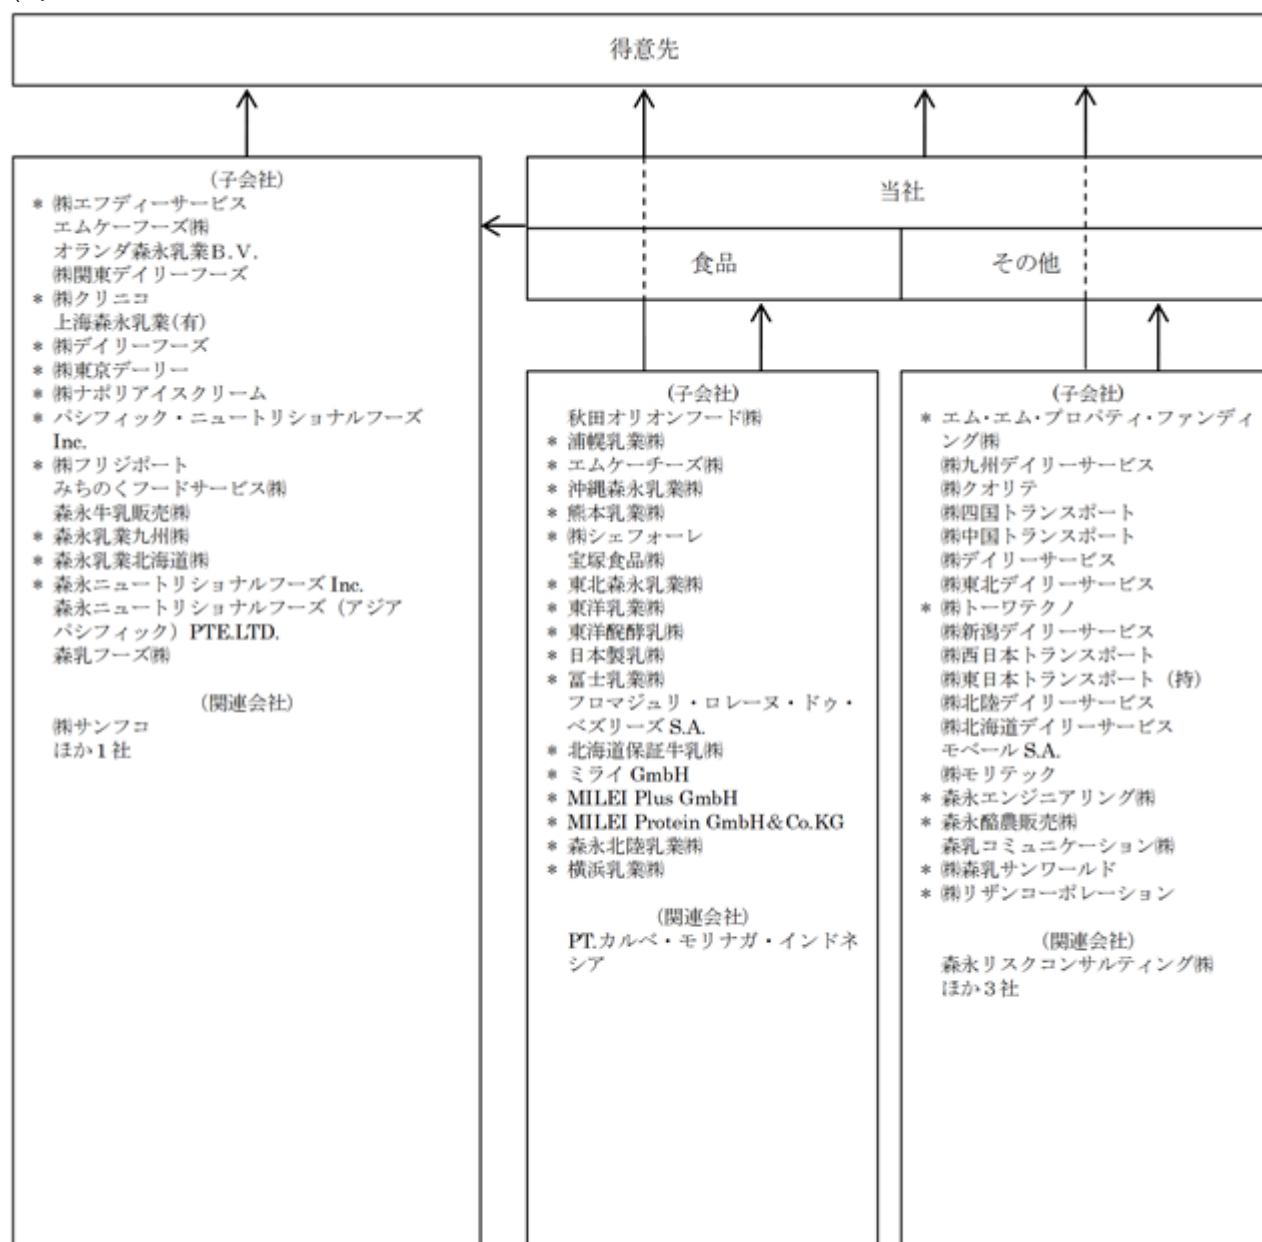 得意先
(子会社)
* ㈱エフディーサービス
エムケーフーズ㈱
オランダ森永乳業B.V.
㈱関東デイリーフーズ
* ㈱クリニコ
上海森永乳業(有)
* ㈱デイリーフーズ
* ㈱東京デーリー
* ㈱ナポリアイスクリーム
* パシフィック・ニュートリショナルフーズ
Inc.
* ㈱フリジポート
みちのくフードサービス㈱
森永牛乳販売㈱
* 森永乳業九州㈱
* 森永乳業北海道㈱
* 森永ニュートリショナルフーズ Inc.
森永ニュートリショナルフーズ（アジア
パシフィック）PTE.LTD.
森乳フーズ㈱
(関連会社)
㈱サンフコ
ほか1社
当社
食品
その他
(子会社)
秋田オリオンフード㈱
* 浦幌乳業㈱
* エムケーチーズ㈱
* 沖縄森永乳業㈱
* 熊本乳業㈱
* ㈱シェフォーレ
宝塚食品㈱
* 東北森永乳業㈱
* 東洋乳業㈱
* 東洋醗酵乳㈱
* 日本製乳㈱
* 冨士乳業㈱
フロマジュリ・ロレーヌ・ドゥ・
ベズリーズ S.A.
* 北海道保証牛乳㈱
* ミライ GmbH
* MILEI Plus GmbH
* MILEI Protein GmbH＆Co.KG
* 森永北陸乳業㈱
* 横浜乳業㈱
(関連会社)
PT.カルベ・モリナガ・インドネ
シア
(子会社)
* エム・エム・プロパティ・ファンディ
ング㈱
㈱九州デイリーサービス
㈱クオリテ
㈱四国トランスポート
㈱中国トランスポート
㈱デイリーサービス
㈱東北デイリーサービス
* ㈱トーワテクノ
㈱新潟デイリーサービス
㈱西日本トランスポート
㈱東日本トランスポート（持）
㈱北陸デイリーサービス
㈱北海道デイリーサービス
モベール S.A.
㈱モリテック
* 森永エンジニアリング㈱
* 森永酪農販売㈱
森乳コミュニケーション㈱
* ㈱森乳サンワールド
* ㈱リザンコーポレーション
(関連会社)
森永リスクコンサルティング㈱
ほか3社